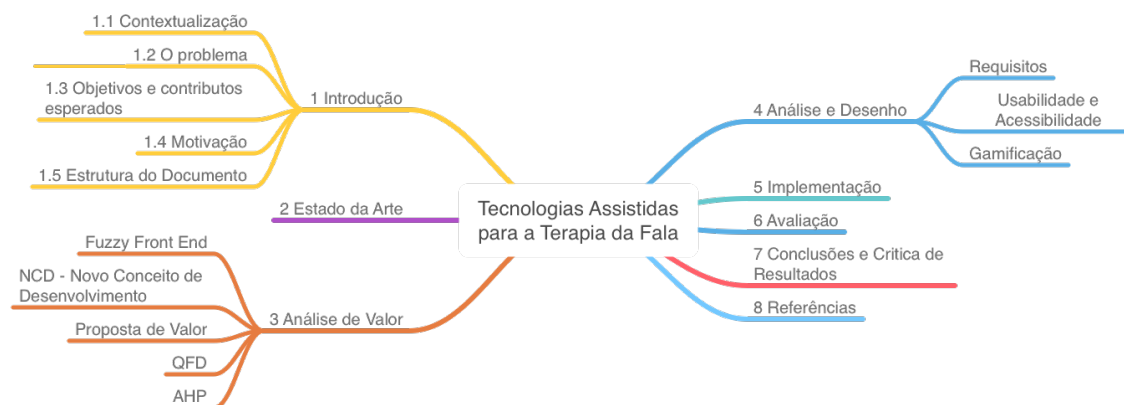 Tecnologias Assistidas
para a Terapia da Fala
1 Introdução
1.1 Contextualização
1.2 O problema
1.3 Objetivos e contributos
esperados
1.4 Motivação
1.5 Estrutura do Documento
2 Estado da Arte
3 Análise de Valor
Fuzzy Front End
NCD - Novo Conceito de
Desenvolvimento
Proposta de Valor
QFD
AHP
4 Análise e Desenho
Requisitos
Usabilidade e
Acessibilidade
Gamificação
5 Implementação
6 Avaliação
7 Conclusões e Critica de
Resultados
8 Referências